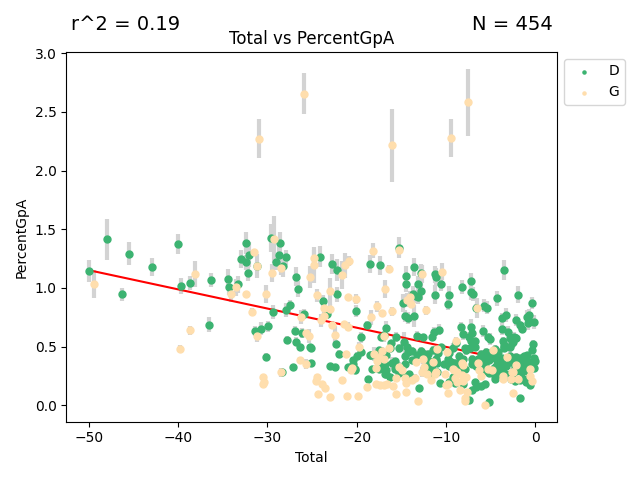 r^2 = 0.19
N = 454
Total vs PercentGpA
D
G
PercentGpA
3.0
2.5
2.0
1.5
1.0
0.5
0.0
−50
−40
−30
−20
−10
0
Total